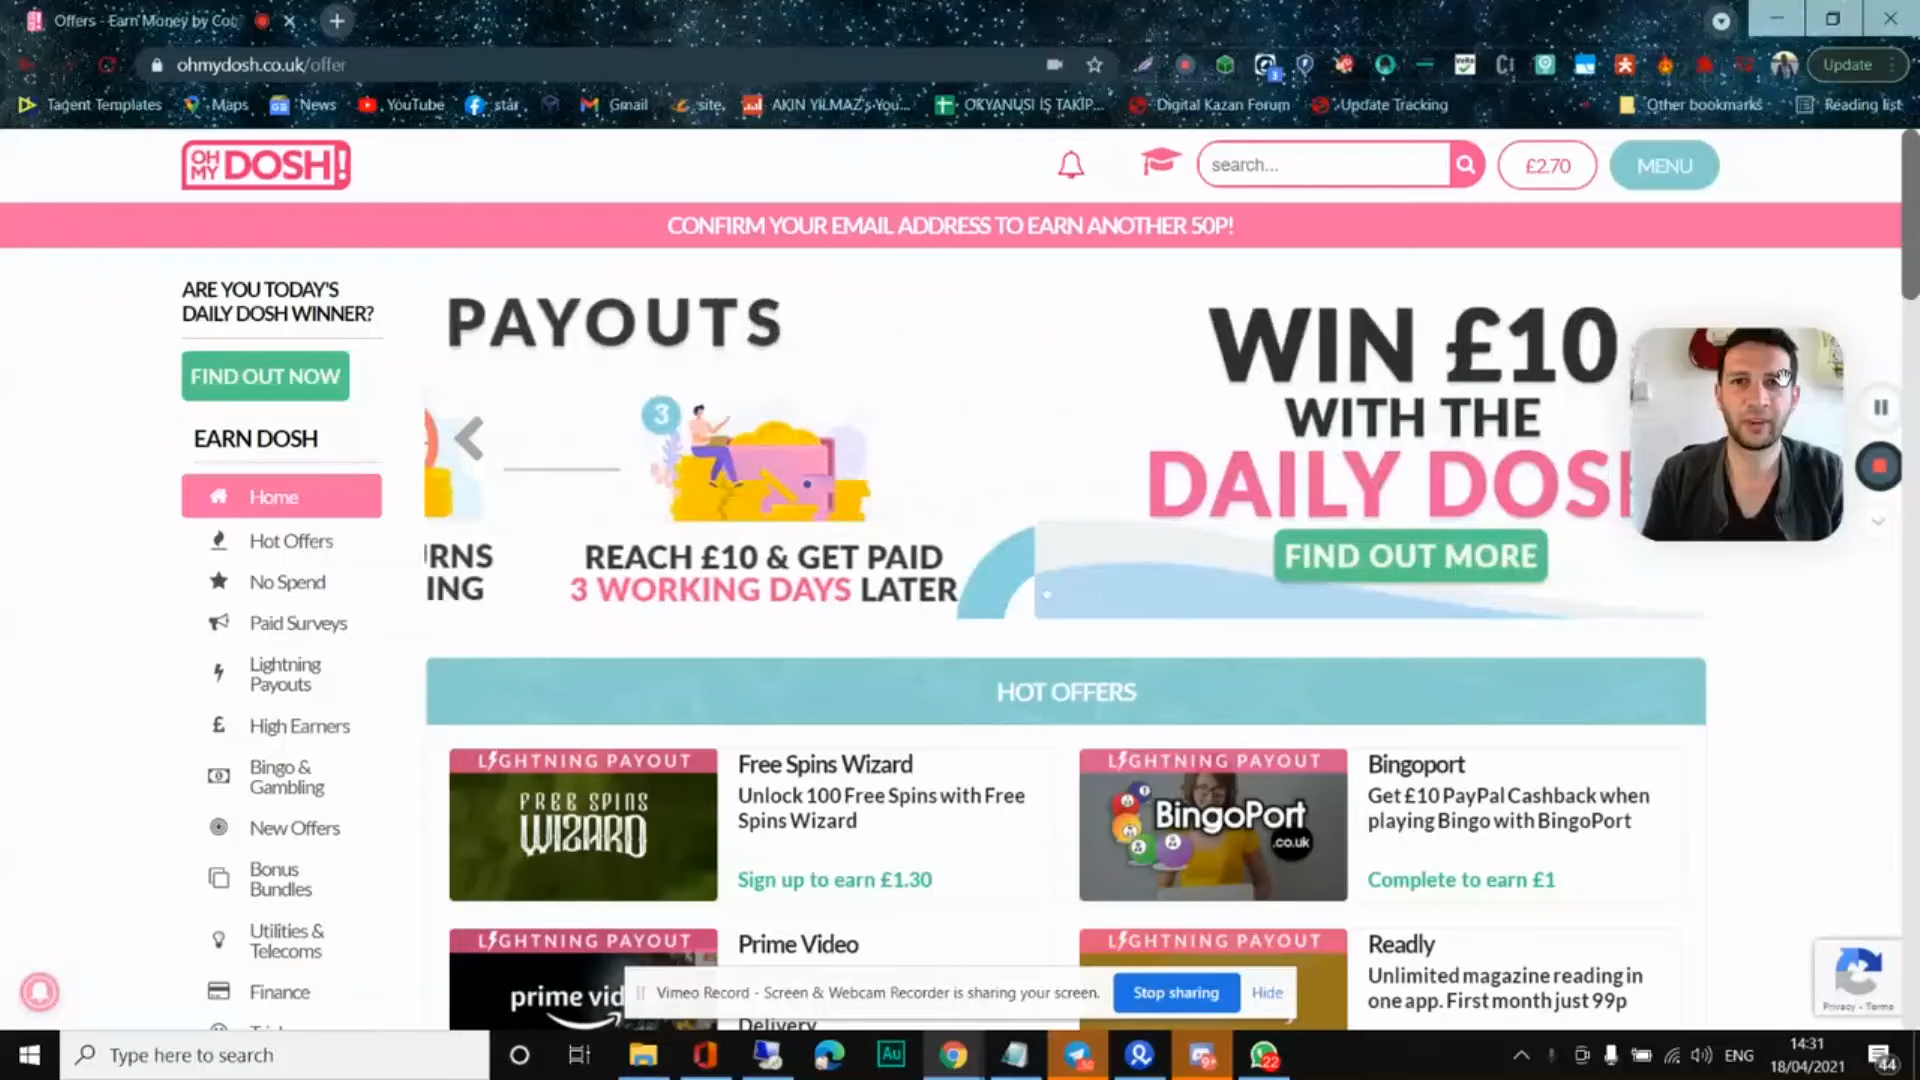 Offers - Earn Money by Co
ohmydosh.co.uk/offer
Update
Tagent Templates
Maps
News
YouTube
star
Gmail
site.
AKIN YILMAZ's You...
OKYANUSI İŞ TAKİP...
Digital Kazan Forum
Update Tracking
Other bookmarks
Reading list
OH MY DOSH!
search...
£2.70
MENU
CONFIRM YOUR EMAIL ADDRESS TO EARN ANOTHER 50P!
ARE YOU TODAY'S
DAILY DOSH WINNER?
FIND OUT NOW
EARN DOSH
Home
Hot Offers
No Spend
Paid Surveys
Lightning
Payouts
High Earners
Bingo &
Gambling
New Offers
Bonus
Bundles
Utilities &
Telecoms
Finance
PAYOUTS
3
URNS
ING
REACH £10 & GET PAID
3 WORKING DAYS LATER
WIN £10
WITH THE
DAILY DOSH
FIND OUT MORE
HOT OFFERS
LIGHTNING PAYOUT
FREE SPINS
WIZARD
Free Spins Wizard
Unlock 100 Free Spins with Free
Spins Wizard
Sign up to earn £1.30
LIGHTNING PAYOUT
BingoPort
.co.uk
Bingoport
Get £10 PayPal Cashback when
playing Bingo with BingoPort
Complete to earn £1
LIGHTNING PAYOUT
prime vid
Prime Video
Delivery
LIGHTNING PAYOUT
Readly
Unlimited magazine reading in
one app. First month just 99p
Vimeo Record - Screen & Webcam Recorder is sharing your screen.
Stop sharing
Hide
Privacy - Terms
Type here to search
Au
9+
22
ENG
14:31
18/04/2021
44